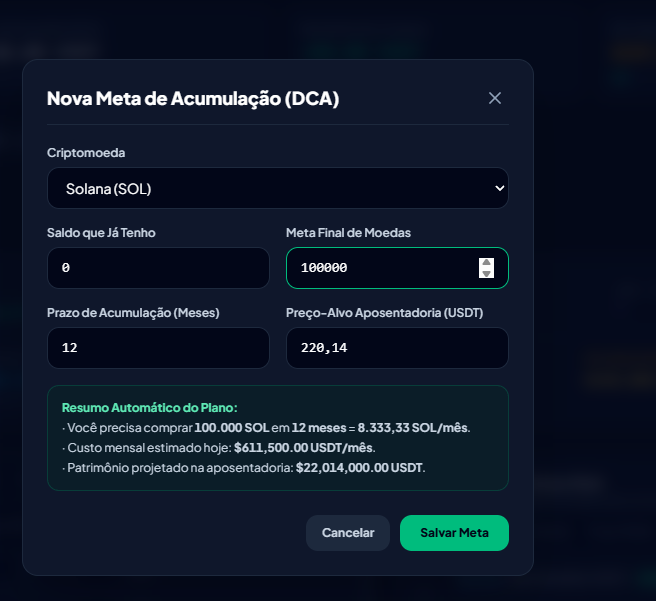 Nova Meta de Acumulação (DCA)
Criptomoeda
Solana (SOL)
Saldo que Já Tenho
Meta Final de Moedas
0
100000
Prazo de Acumulação (Meses)
Preço-Alvo Aposentadoria (USDT)
12
220,14
Resumo Automático do Plano:
· Você precisa comprar 100.000 SOL em 12 meses = 8.333,33 SOL/mês.
· Custo mensal estimado hoje: $611,500.00 USDT/mês.
· Patrimônio projetado na aposentadoria: $22,014,000.00 USDT.
Cancelar
Salvar Meta